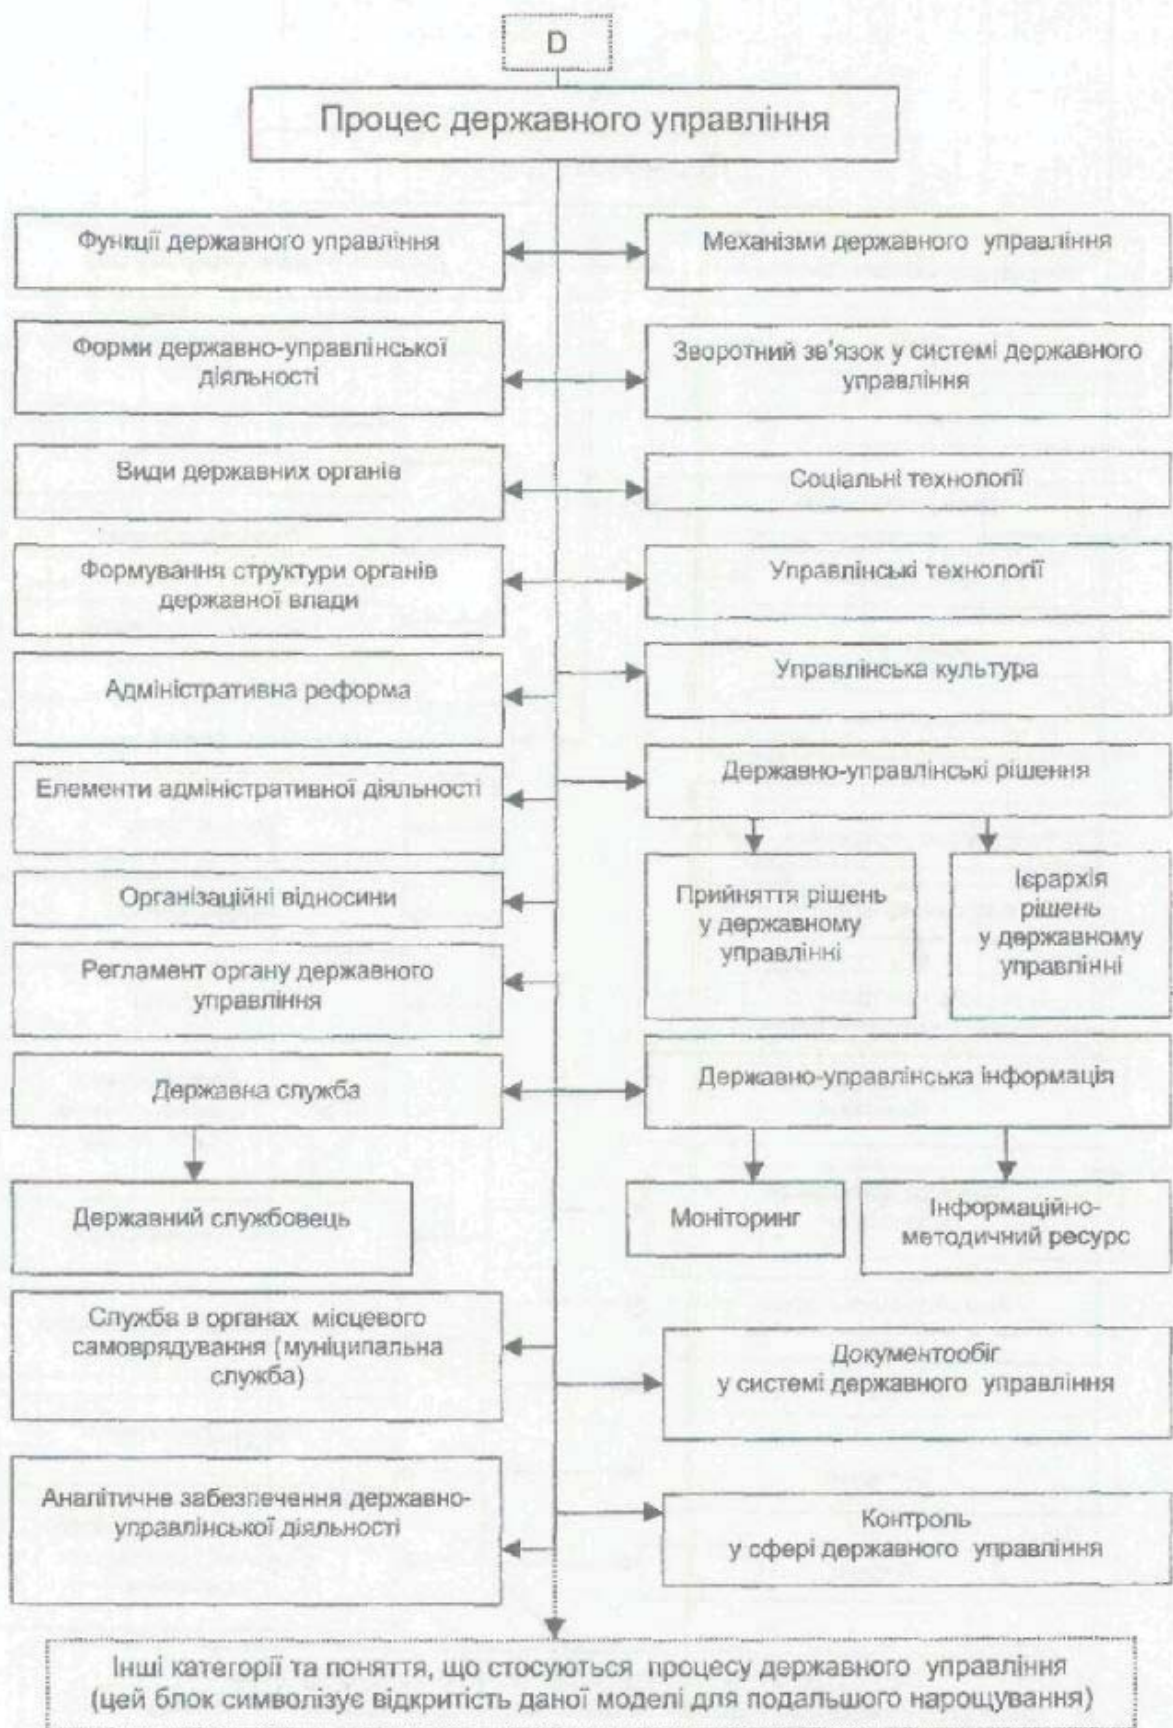 D
Процес державного управління
Функції державного управління
Механізми державного управління
Форми державно-управлінської
діяльності
Зворотний зв'язок у системі державного
управління
Види державних органів
Соціальні технології
Формування структури органів
державної влади
Управлінські технології
Адміністративна реформа
Управлінська культура
Елементи адміністративної діяльності
Державно-управлінські рішення
Прийняття рішень
у державному
управлінні
Ієрархія
рішень
у державному
управлінні
Організаційні відносини
Регламент органу державного
управління
Державна служба
Державно-управлінська інформація
Державний службовець
Моніторинг
Інформаційно-
методичний ресурс
Служба в органах місцевого
самоврядування (муніципальна
служба)
Документообіг
у системі державного управління
Аналітичне забезпечення державно-
управлінської діяльності
Контроль
у сфері державного управління
Інші категорії та поняття, що стосуються процесу державного управління
(цей блок символізує відкритість даної моделі для подальшого нарощування)